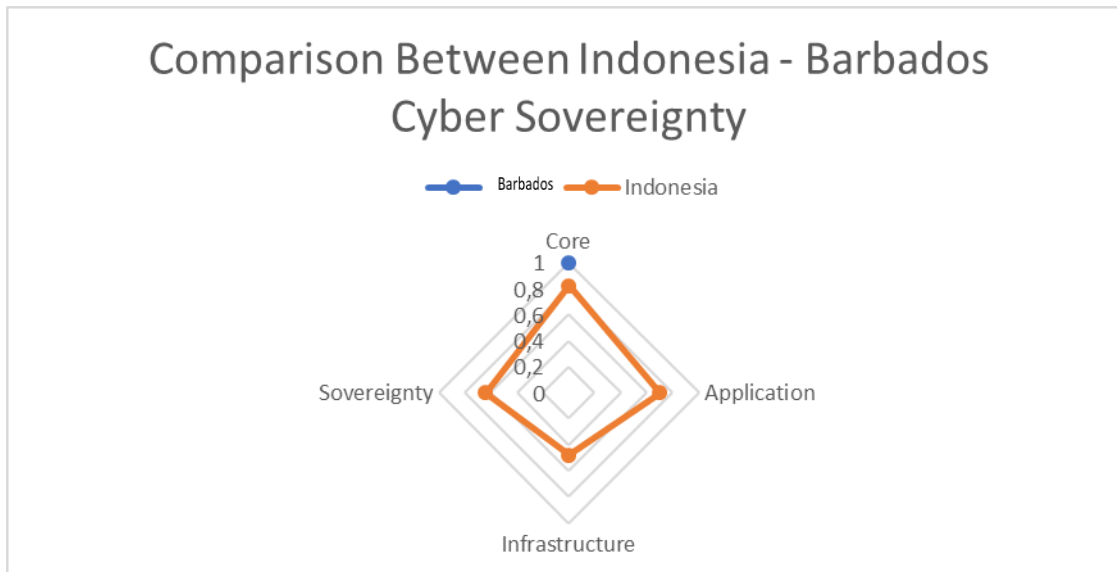 Comparison Between Indonesia - Barbados
Cyber Sovereignty
Barbados Indonesia
Core
1
0,8
0,6
0,4
0,2
Sovereignty 0 Application
Infrastructure